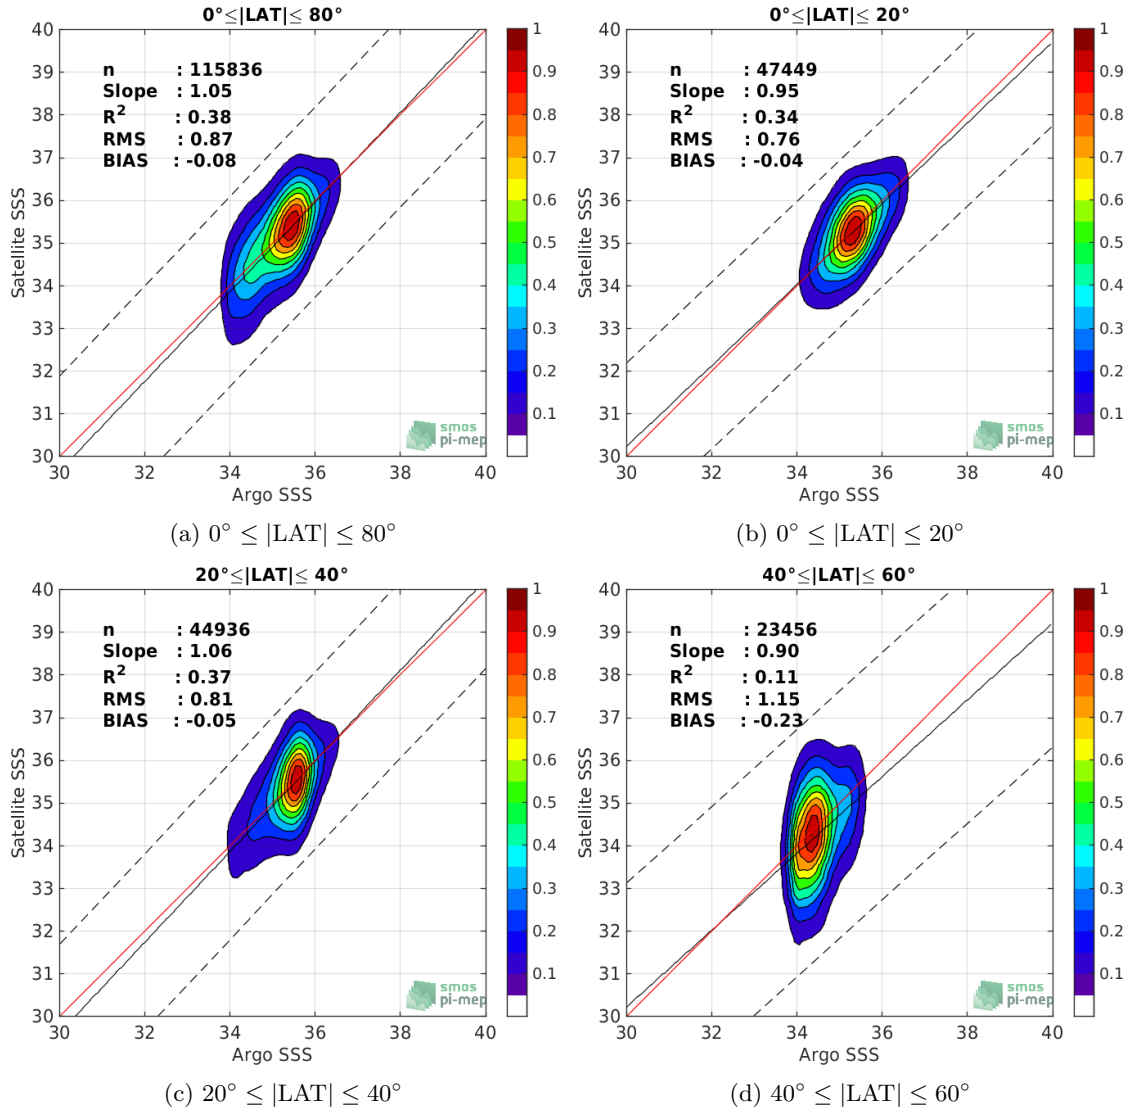 0°≤|LAT|≤ 80°
n : 115836
Slope : 1.05
R² : 0.38
RMS : 0.87
BIAS : -0.08
40
39
38
37
36
35
34
33
32
31
30
Satellite SSS
30 32 34 36 38 40
Argo SSS
1
0.9
0.8
0.7
0.6
0.5
0.4
0.3
0.2
0.1
smos
pi-mep
(a) 0° ≤ |LAT| ≤ 80°
0°≤|LAT|≤ 20°
n : 47449
Slope : 0.95
R² : 0.34
RMS : 0.76
BIAS : -0.04
40
39
38
37
36
35
34
33
32
31
30
Satellite SSS
30 32 34 36 38 40
Argo SSS
1
0.9
0.8
0.7
0.6
0.5
0.4
0.3
0.2
0.1
smos
pi-mep
(b) 0° ≤ |LAT| ≤ 20°
20°≤|LAT|≤ 40°
n : 44936
Slope : 1.06
R² : 0.37
RMS : 0.81
BIAS : -0.05
40
39
38
37
36
35
34
33
32
31
30
Satellite SSS
30 32 34 36 38 40
Argo SSS
1
0.9
0.8
0.7
0.6
0.5
0.4
0.3
0.2
0.1
smos
pi-mep
(c) 20° ≤ |LAT| ≤ 40°
40°≤|LAT|≤ 60°
n : 23456
Slope : 0.90
R² : 0.11
RMS : 1.15
BIAS : -0.23
40
39
38
37
36
35
34
33
32
31
30
Satellite SSS
30 32 34 36 38 40
Argo SSS
1
0.9
0.8
0.7
0.6
0.5
0.4
0.3
0.2
0.1
smos
pi-mep
(d) 40° ≤ |LAT| ≤ 60°